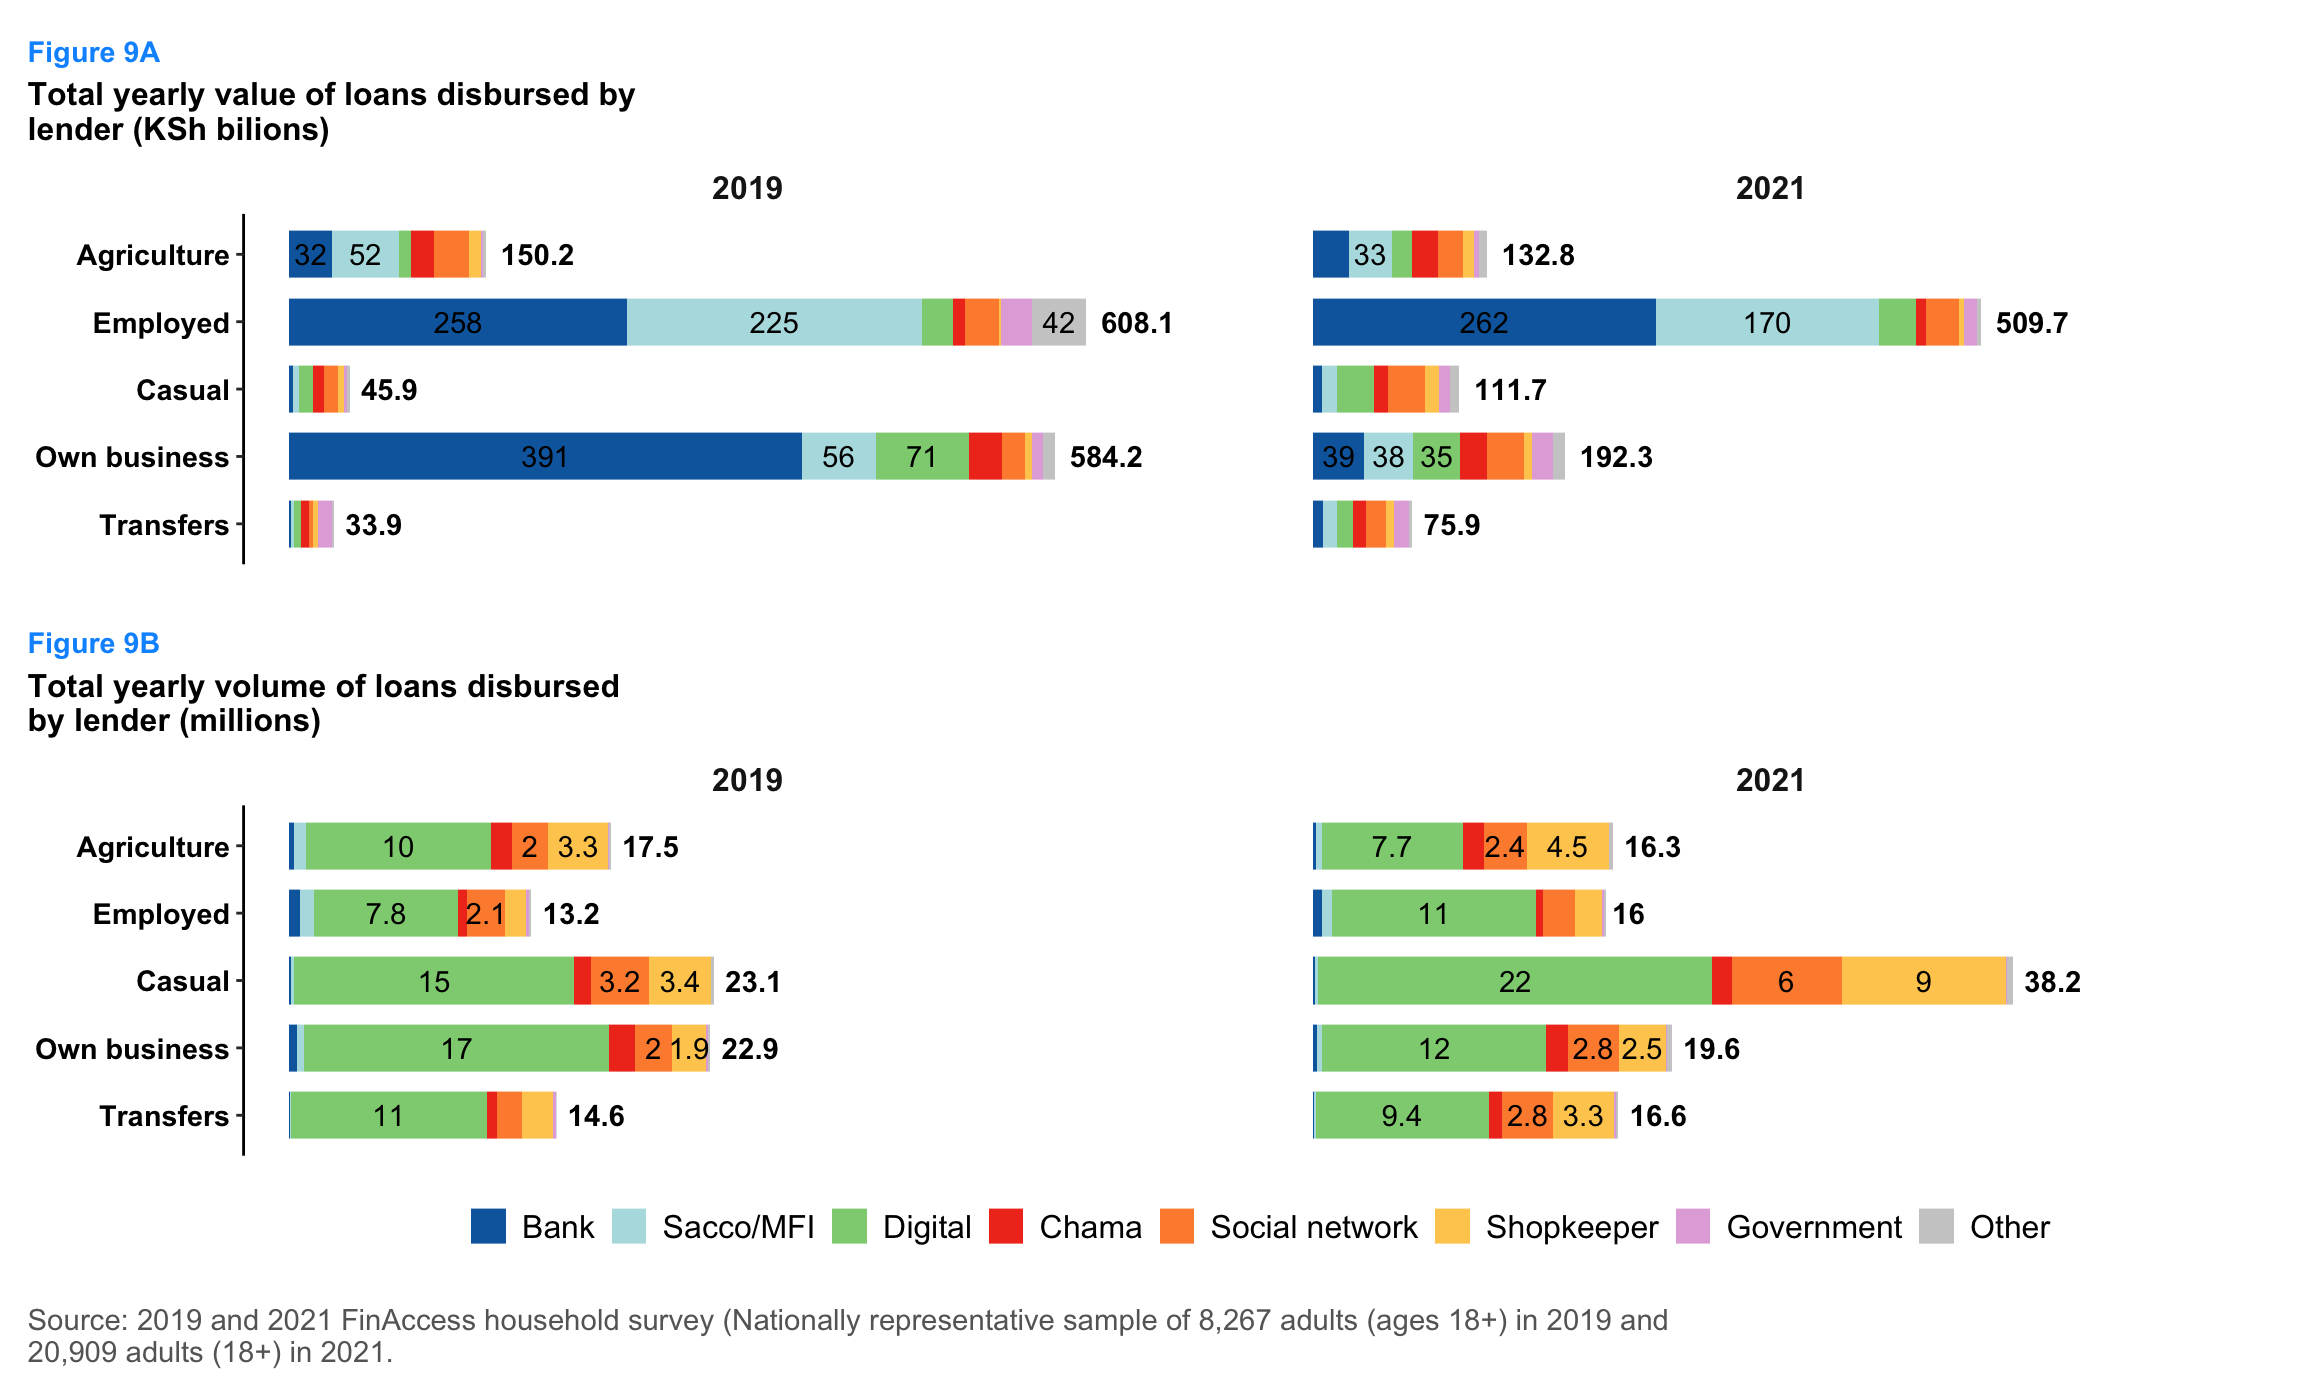 Figure 9A
Total yearly value of loans disbursed by
lender (KSh bilions)
2019
2021
Agriculture 32 52 150.2 33 132.8
Employed 258 225 42 608.1 262 170 509.7
Casual 45.9 111.7
Own business 391 56 71 584.2 39 38 35 192.3
Transfers 33.9 75.9
Figure 9B
Total yearly volume of loans disbursed
by lender (millions)
2019
2021
Agriculture 10 2 3.3 17.5 7.7 2.4 4.5 16.3
Employed 7.8 2.1 13.2 11 16
Casual 15 3.2 3.4 23.1 22 6 9 38.2
Own business 17 2 1.9 22.9 12 2.8 2.5 19.6
Transfers 11 14.6 9.4 2.8 3.3 16.6
Bank Sacco/MFI Digital Chama Social network Shopkeeper Government Other
Source: 2019 and 2021 FinAccess household survey (Nationally representative sample of 8,267 adults (ages 18+) in 2019 and
20,909 adults (18+) in 2021.